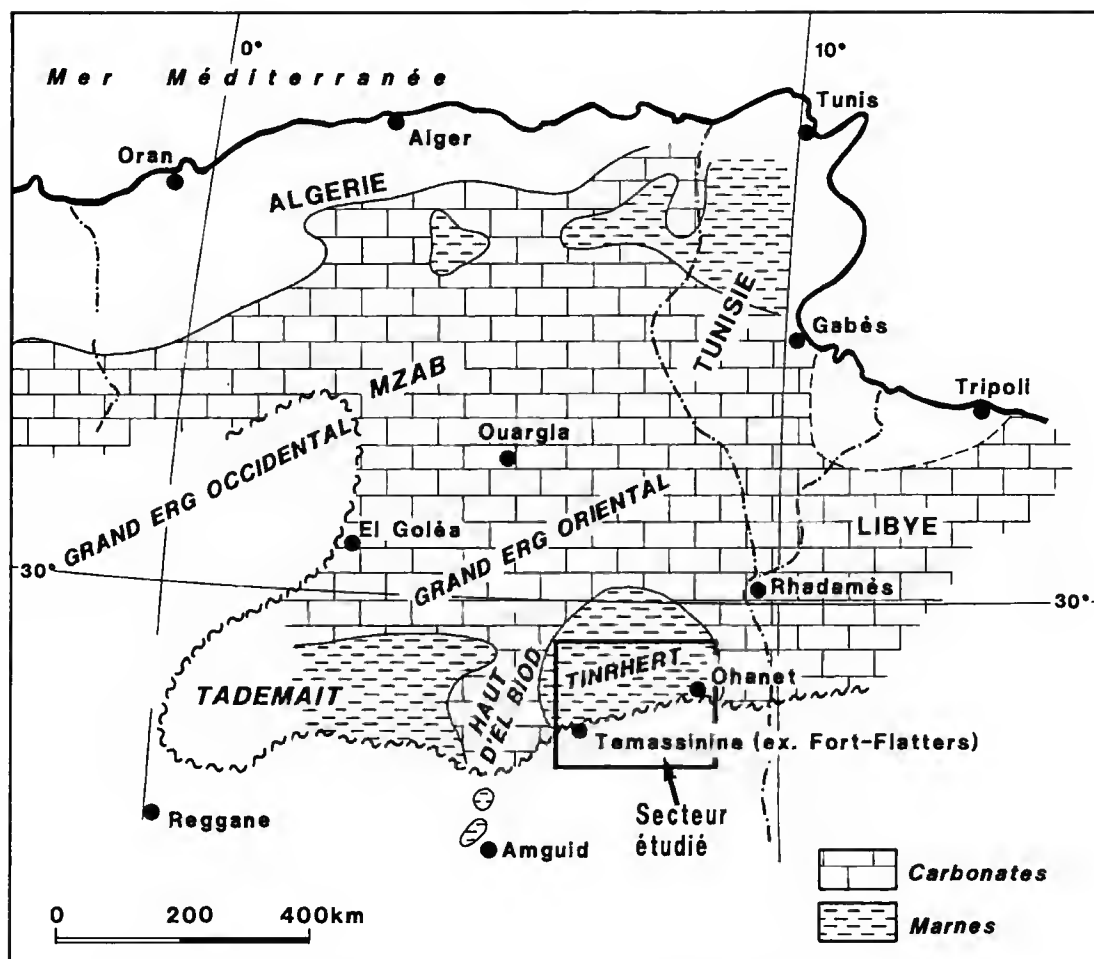 0°
10°
Mer Méditerranée
Tunis
Alger
Oran
ALGERIE
TUNISIE
Gabès
MZAB
Tripoli
Ouargla
GRAND ERG OCCIDENTAL
El Goléa
GRAND ERG ORIENTAL
LIBYE
30°
Rhadamès
30°
TINRHERT
Ohanet
HAUT
D'EL BIOD
TADEMAIT
Temassinine (ex. Fort-Flatters)
Reggane
Secteur
étudié
Amguid
Carbonates
0 200 400km
Marnes